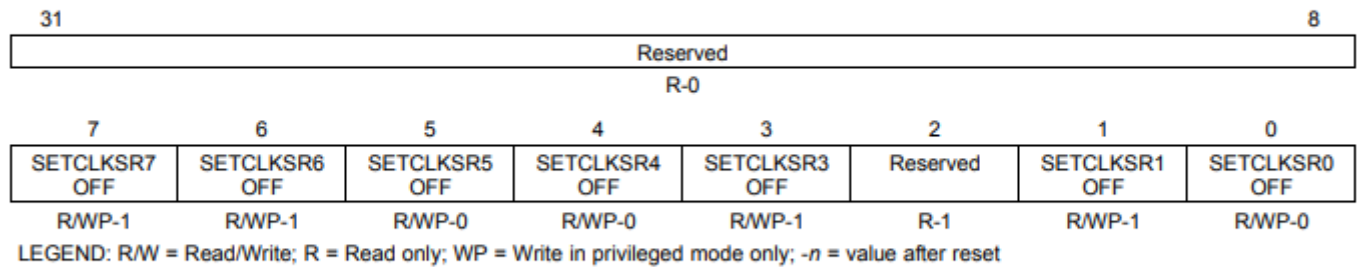 31 8
Reserved
R-0
7 6 5 4 3 2 1 0
SETCLKSR7 SETCLKSR6 SETCLKSR5 SETCLKSR4 SETCLKSR3 Reserved SETCLKSR1 SETCLKSR0
OFF OFF OFF OFF OFF OFF OFF
R/WP-1 R/WP-1 R/WP-0 R/WP-0 R/WP-1 R-1 R/WP-1 R/WP-0
LEGEND: R/W = Read/Write; R = Read only; WP = Write in privileged mode only; -n = value after reset